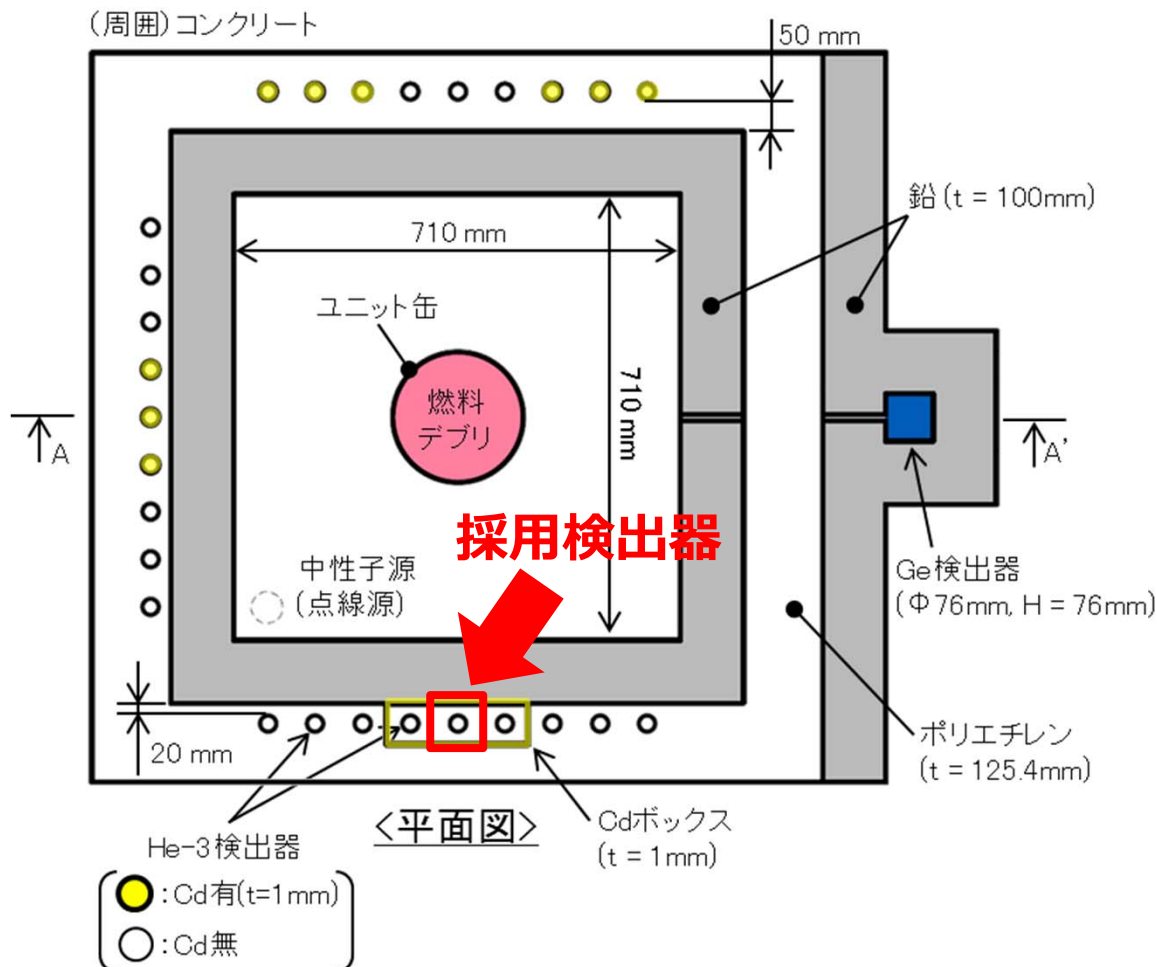 (周囲)コンクリート
50 mm
鉛(t = 100mm)
710 mm
ユニット缶
710 mm
燃料
デブリ
A
A'
採用検出器
中性子源
(点線源)
Ge検出器
(Φ76mm, H = 76mm)
20 mm
ポリエチレン
(t = 125.4mm)
<平面図>
Cdボックス
(t = 1mm)
He-3検出器
:Cd有(t=1mm)
:Cd無